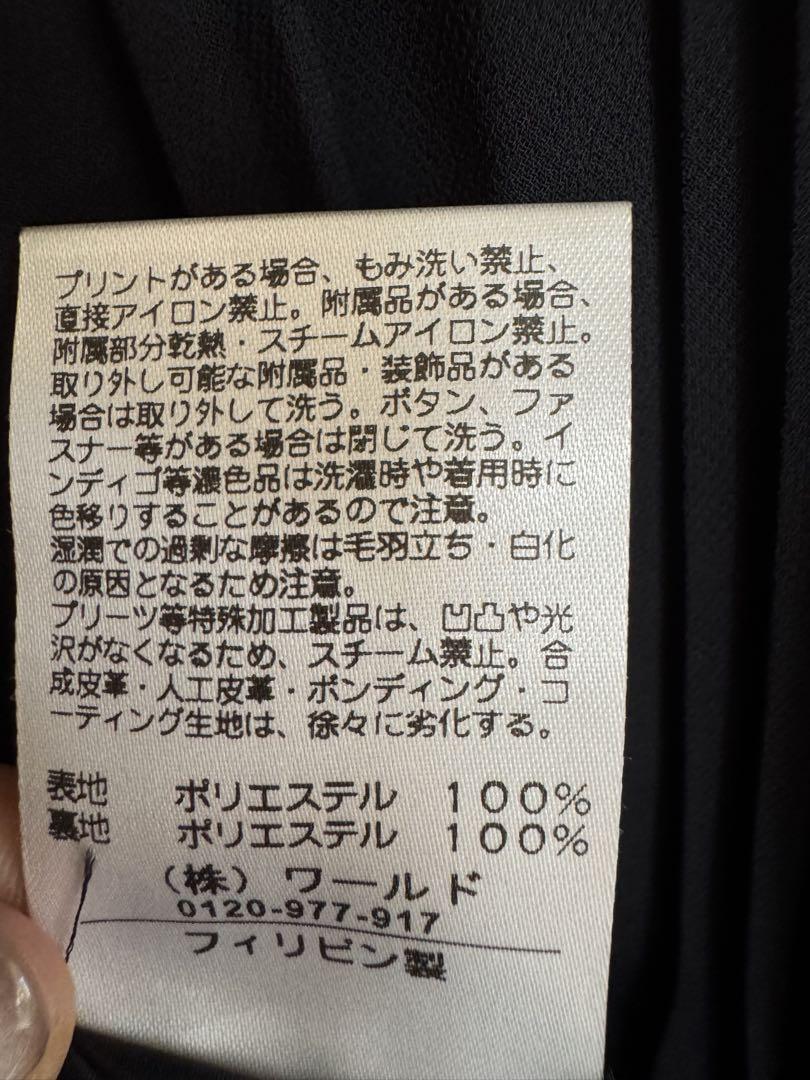 プリントがある場合、もみ洗い禁止、
直接アイロン禁止。附属品がある場合、
附属部分乾熱・スチームアイロン禁止。
取り外し可能な附属品・装飾品がある
場合は取り外して洗う。ボタン、ファ
スナー等がある場合は閉じて洗う。イ
ンディゴ等濃色品は洗濯時や着用時に
色移りすることがあるので注意。
湿潤での過剰な摩擦は毛羽立ち・白化
の原因となるため注意。
プリーツ等特殊加工製品は、凹凸や光
沢がなくなるため、スチーム禁止。合
成皮革・人工皮革・ボンディング・コ
ーティング生地は、徐々に劣化する。
表地 ポリエステル 100%
裏地 ポリエステル 100%
(株) ワールド
0120-977-917
フィリピン製